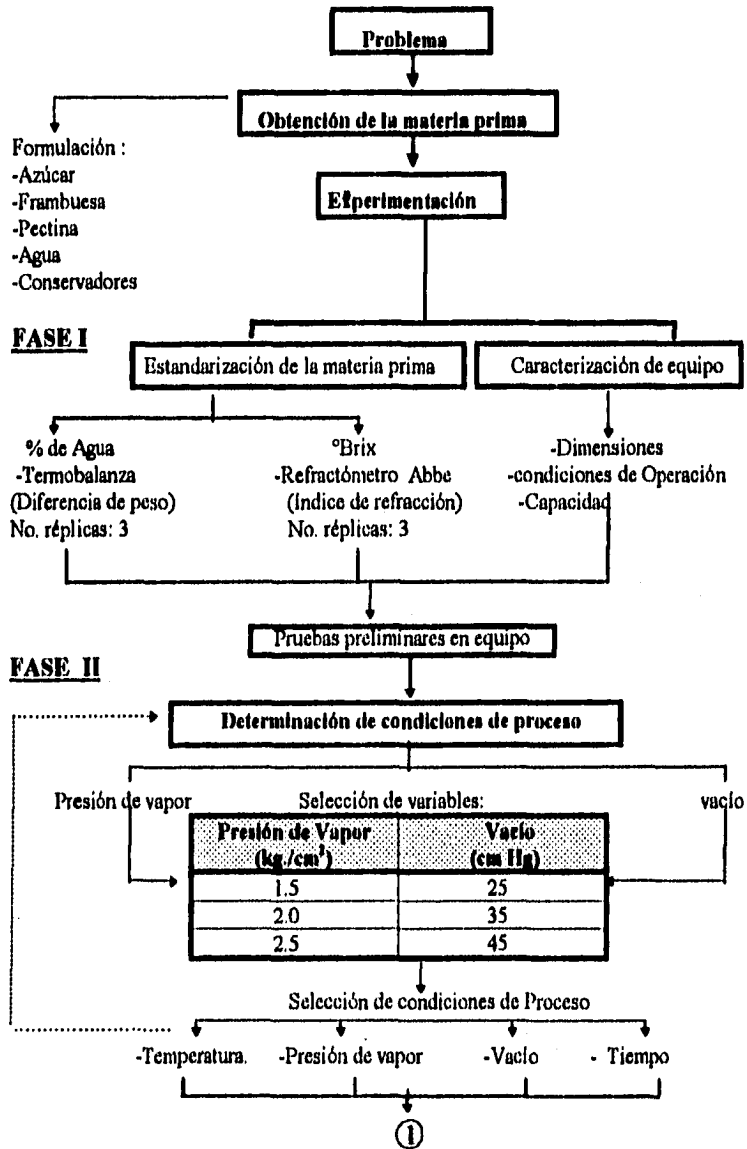 Problema
Obtención de la materia prima
Formulación :
-Azúcar
-Frambuesa
-Pectina
-Agua
-Conservadores
Experimentación
FASE I
Estandarización de la materia prima
Caracterización de equipo
% de Agua
-Termobalanza
(Diferencia de peso)
No. réplicas: 3
°Brix
-Refractómetro Abbe
(índice de refracción)
No. réplicas: 3
-Dimensiones
-condiciones de Operación
-Capacidad
Pruebas preliminares en equipo
FASE II
Determinación de condiciones de proceso
Presión de vapor
Selección de variables:
vacío
Presión de Vapor Vacío
(kg./cm²) (cm Hg)
1.5 25
2.0 35
2.5 45
Selección de condiciones de Proceso
-Temperatura. -Presión de vapor -Vacío - Tiempo
①